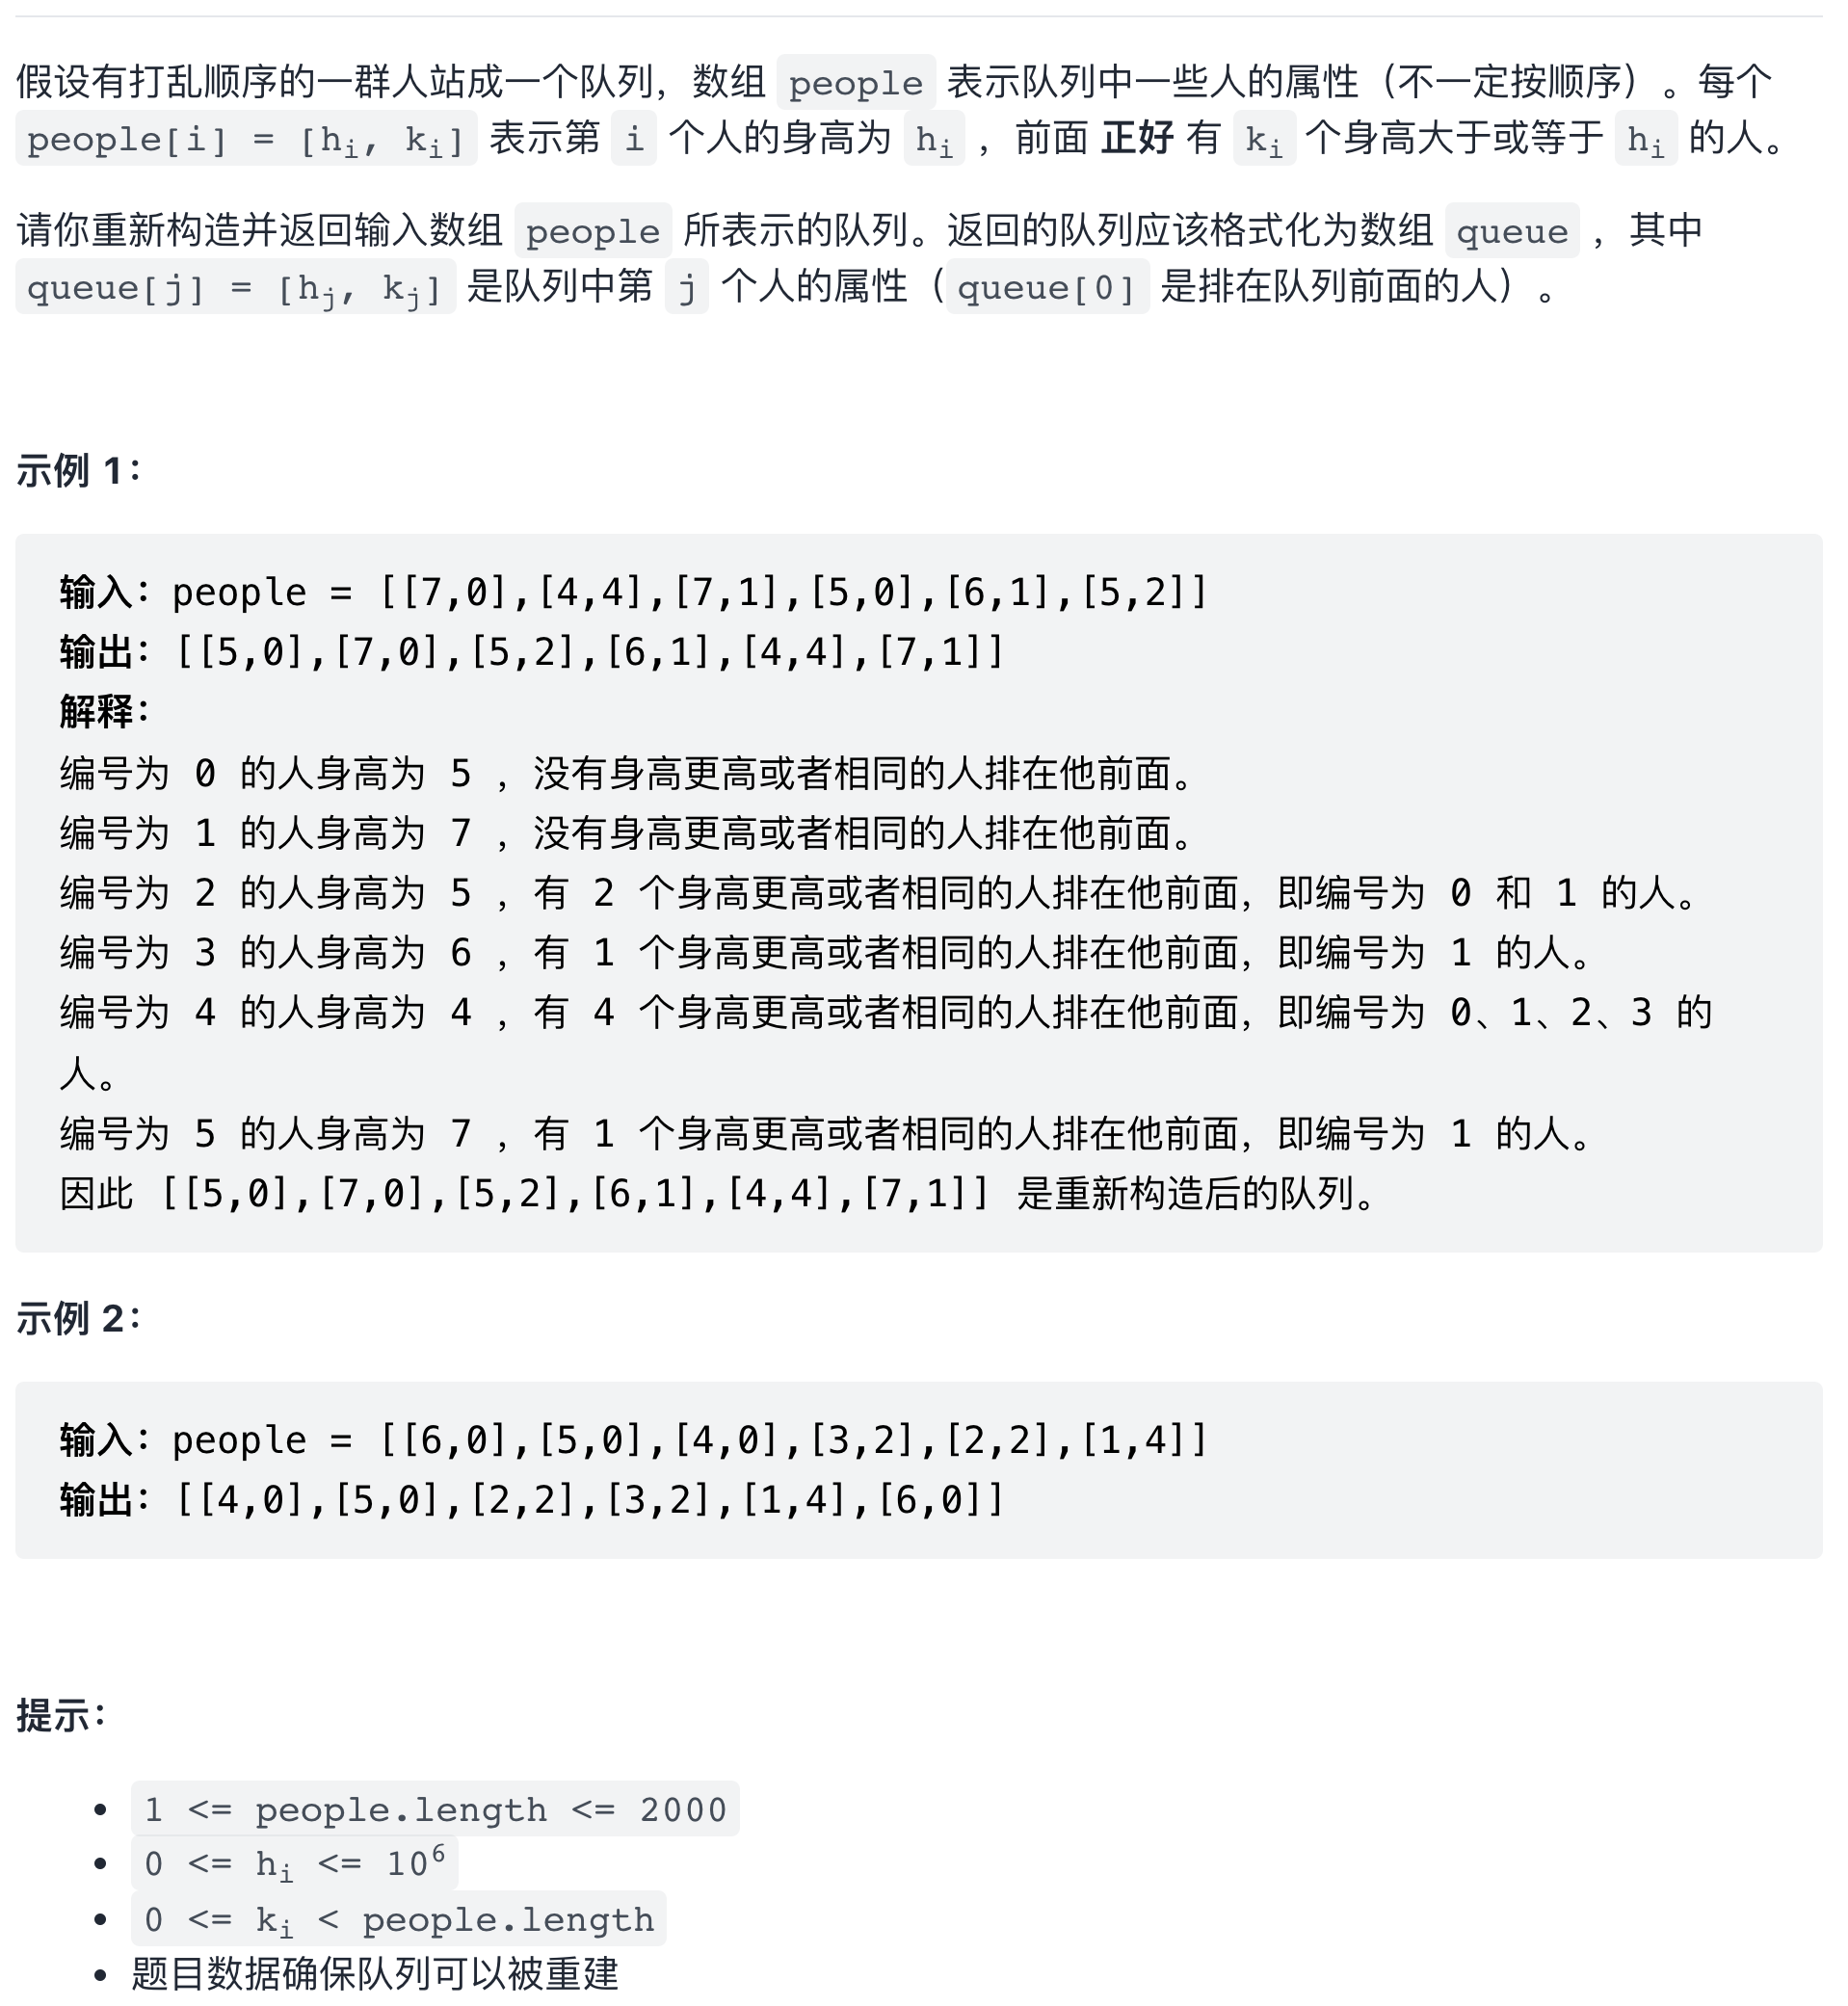 假设有打乱顺序的一群人站成一个队列，数组 people 表示队列中一些人的属性（不一定按顺序）。每个
people[i] = [hi, ki] 表示第 i 个人的身高为 hi ，前面 正好 有 ki 个身高大于或等于 hi 的人。
请你重新构造并返回输入数组 people 所表示的队列。返回的队列应该格式化为数组 queue ，其中
queue[j] = [hj, kj] 是队列中第 j 个人的属性（queue[0] 是排在队列前面的人）。
示例 1：
输入：people = [[7,0],[4,4],[7,1],[5,0],[6,1],[5,2]]
输出：[[5,0],[7,0],[5,2],[6,1],[4,4],[7,1]]
解释：
编号为 0 的人身高为 5 ，没有身高更高或者相同的人排在他前面。
编号为 1 的人身高为 7 ，没有身高更高或者相同的人排在他前面。
编号为 2 的人身高为 5 ，有 2 个身高更高或者相同的人排在他前面，即编号为 0 和 1 的人。
编号为 3 的人身高为 6 ，有 1 个身高更高或者相同的人排在他前面，即编号为 1 的人。
编号为 4 的人身高为 4 ，有 4 个身高更高或者相同的人排在他前面，即编号为 0、1、2、3 的
人。
编号为 5 的人身高为 7 ，有 1 个身高更高或者相同的人排在他前面，即编号为 1 的人。
因此 [[5,0],[7,0],[5,2],[6,1],[4,4],[7,1]] 是重新构造后的队列。
示例 2：
输入：people = [[6,0],[5,0],[4,0],[3,2],[2,2],[1,4]]
输出：[[4,0],[5,0],[2,2],[3,2],[1,4],[6,0]]
提示：
• 1 <= people.length <= 2000
• 0 <= hi <= 10⁶
• 0 <= ki < people.length
• 题目数据确保队列可以被重建